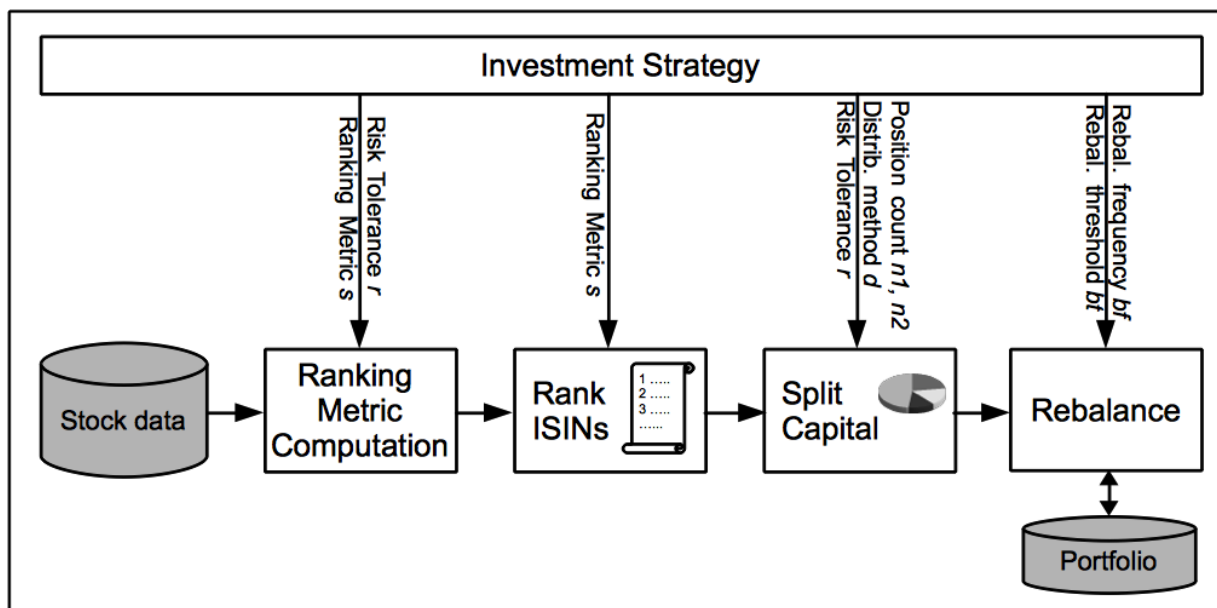 Investment Strategy
Risk Tolerance r
Ranking Metric s
Ranking Metric s
Position count n1, n2
Distrib. method d
Risk Tolerance r
Rebal. frequency bf
Rebal. threshold bt
Stock data
Ranking
Metric
Computation
Rank
ISINs
1 .....
2 .....
3 .....
......
Split
Capital
Rebalance
Portfolio